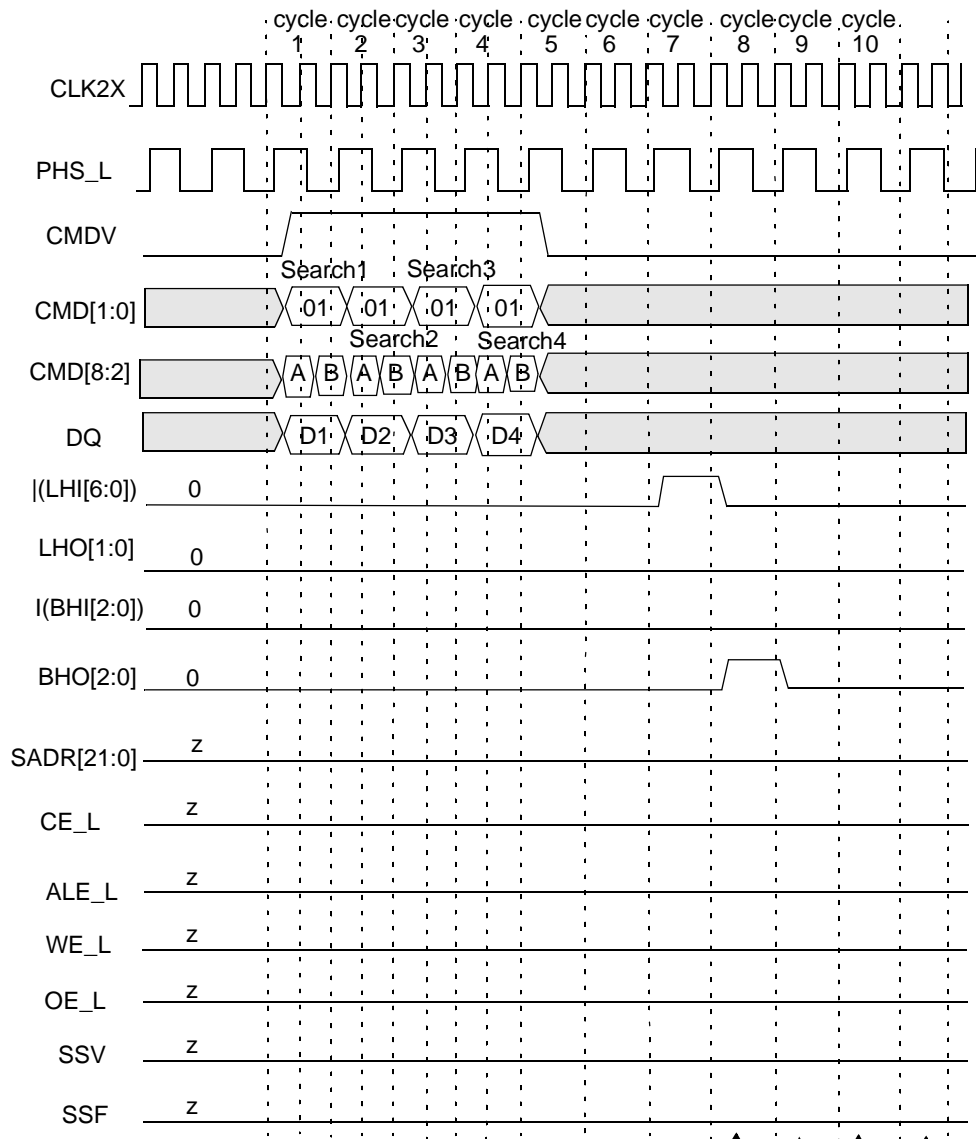 cycle cycle cycle cycle cycle cycle cycle cycle cycle cycle
1 2 3 4 5 6 7 8 9 10
CLK2X
PHS_L
CMDV
Search1 Search3
CMD[1:0] 01 01 01 01
Search2 Search4
CMD[8:2] A B A B A B A B
DQ D1 D2 D3 D4
|(LHI[6:0]) 0
LHO[1:0] 0
I(BHI[2:0]) 0
BHO[2:0] 0
SADR[21:0] z
CE_L z
ALE_L z
WE_L z
OE_L z
SSV z
SSF z